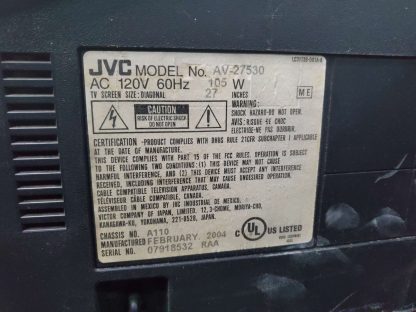 LC31138-001A-A
JVC MODEL No. AV-27530
AC 120V 60Hz 105 W
TV SCREEN SIZE: DIAGONAL 27 INCHES
M E
CAUTION
RISK OF ELECTRIC SHOCK
DO NOT OPEN
WARNING:
SHOCK HAZARD-DO NOT OPEN.
AVIS: RISQUE DE CHOC
ELECTRIQUE-NE PAS OUVRIR.
CERTIFICATION:-PRODUCT COMPLIES WITH DHHS RULE 21CFR SUBCHAPTER J APPLICABLE
AT THE DATE OF MANUFACTURE.
THIS DEVICE COMPLIES WITH PART 15 OF THE FCC RULES. OPERATION IS SUBJECT
TO THE FOLLOWING TWO CONDITIONS: (1) THIS DEVICE MAY NOT CAUSE
HARMFUL INTERFERENCE, AND (2) THIS DEVICE MUST ACCEPT ANY INTERFERENCE
RECEIVED, INCLUDING INTERFERENCE THAT MAY CAUSE UNDESIRED OPERATION.
CABLE COMPATIBLE TELEVISION APPARATUS, CANADA.
TÉLÉVISEUR CÂBLE COMPATIBLE, CANADA.
ASSEMBLED IN MEXICO BY JVC INDUSTRIAL DE MEXICO.
VICTOR COMPANY OF JAPAN, LIMITED. 12, 3-CHOME, MORIYA-CHO,
KANAGAWA-KU, YOKOHAMA, 221-8528, JAPAN.
CHASSIS NO. A110
MANUFACTURED FEBRUARY. 2004
SERIAL NO. 07918532 RAA
C UL US LISTED